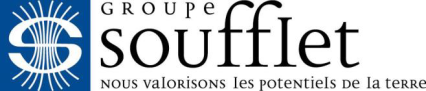 GROUPE
soufflet
NOUS VALORISONS les POTENTIELS DE LA TERRE